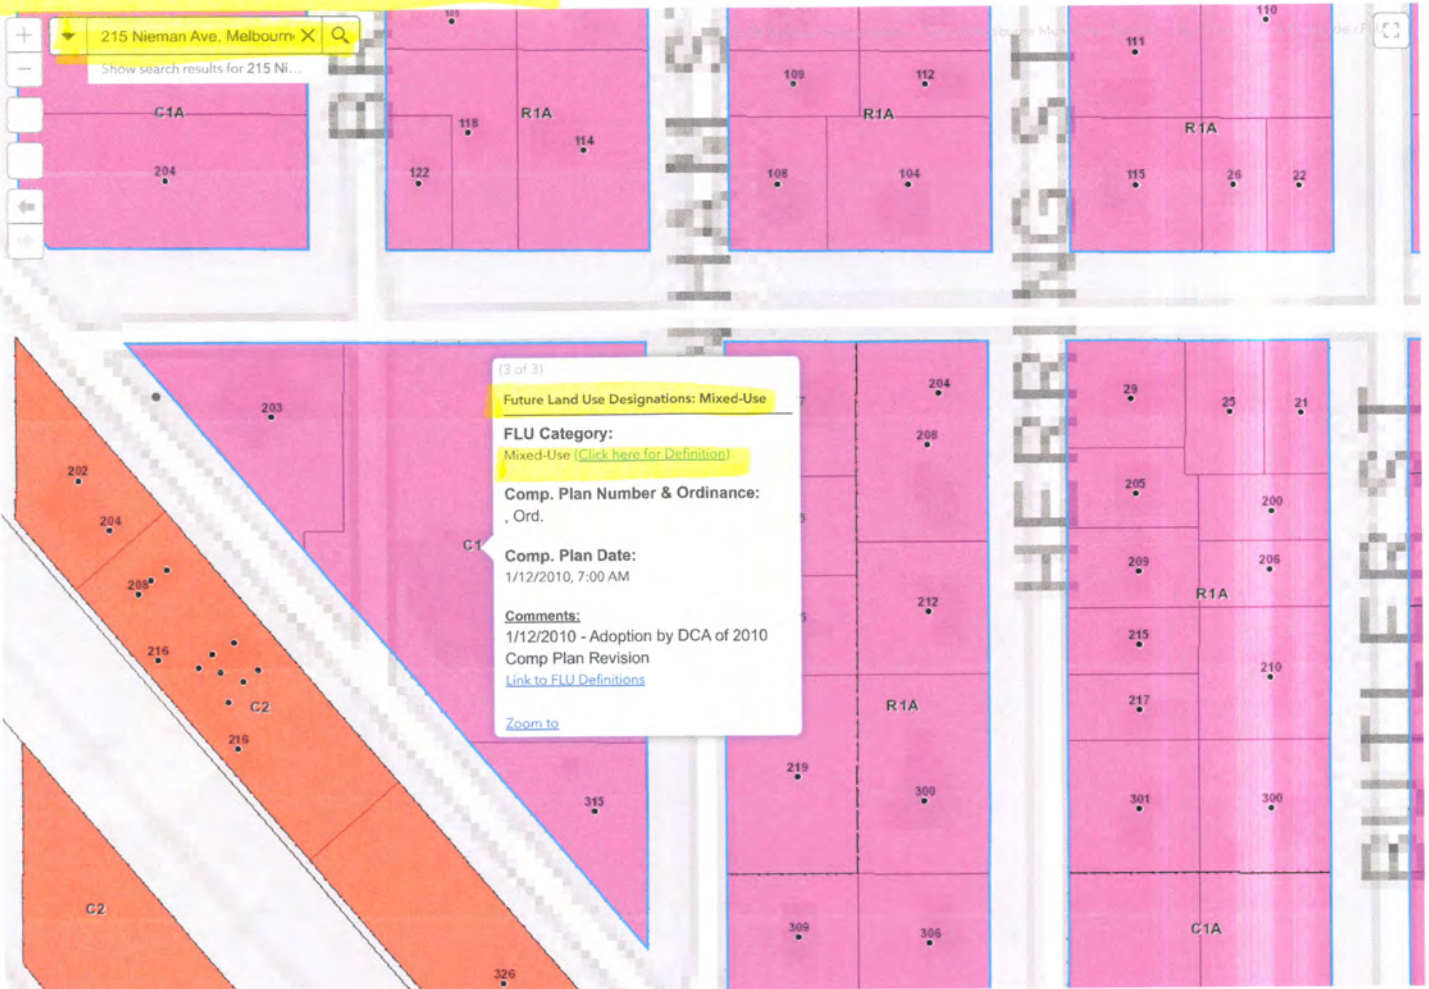 215 Nieman Ave, Melbourn
Show search results for 215 Ni...
101
110
111
109
112
C1A
118
R1A
114
R1A
R1A
204
122
108
104
115
26
22
HERRING ST
BUTLER ST
(3 of 3)
Future Land Use Designations: Mixed-Use
FLU Category:
Mixed-Use (Click here for Definition)
Comp. Plan Number & Ordinance:
, Ord.
Comp. Plan Date:
1/12/2010, 7:00 AM
Comments:
1/12/2010 - Adoption by DCA of 2010
Comp Plan Revision
Link to FLU Definitions
Zoom to
203
C1
202
204
208
216
C2
216
315
C2
326
204
208
212
R1A
219
300
309
306
29
25
21
205
200
209
206
R1A
215
210
217
301
300
C1A